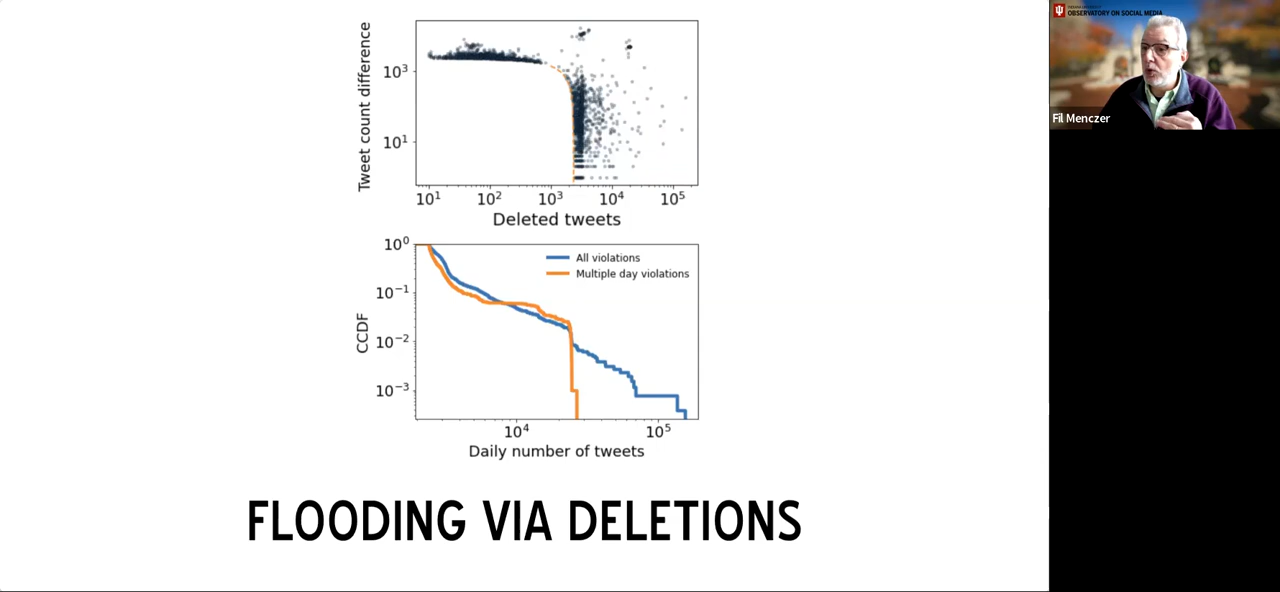 Tweet count difference
10³
10¹
10¹ 10² 10³ 10⁴ 10⁵
Deleted tweets
CCDF
10⁰
10⁻¹
10⁻²
10⁻³
All violations
Multiple day violations
10⁴ 10⁵
Daily number of tweets
FLOODING VIA DELETIONS
OBSERVATORY ON SOCIAL MEDIA
Fil Menczer